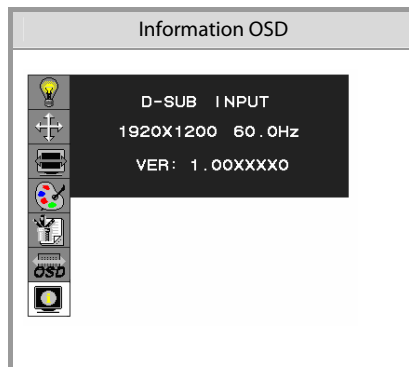 Information OSD
D-SUB INPUT
1920X1200 60.0Hz
VER: 1.00XXXX0
OSD